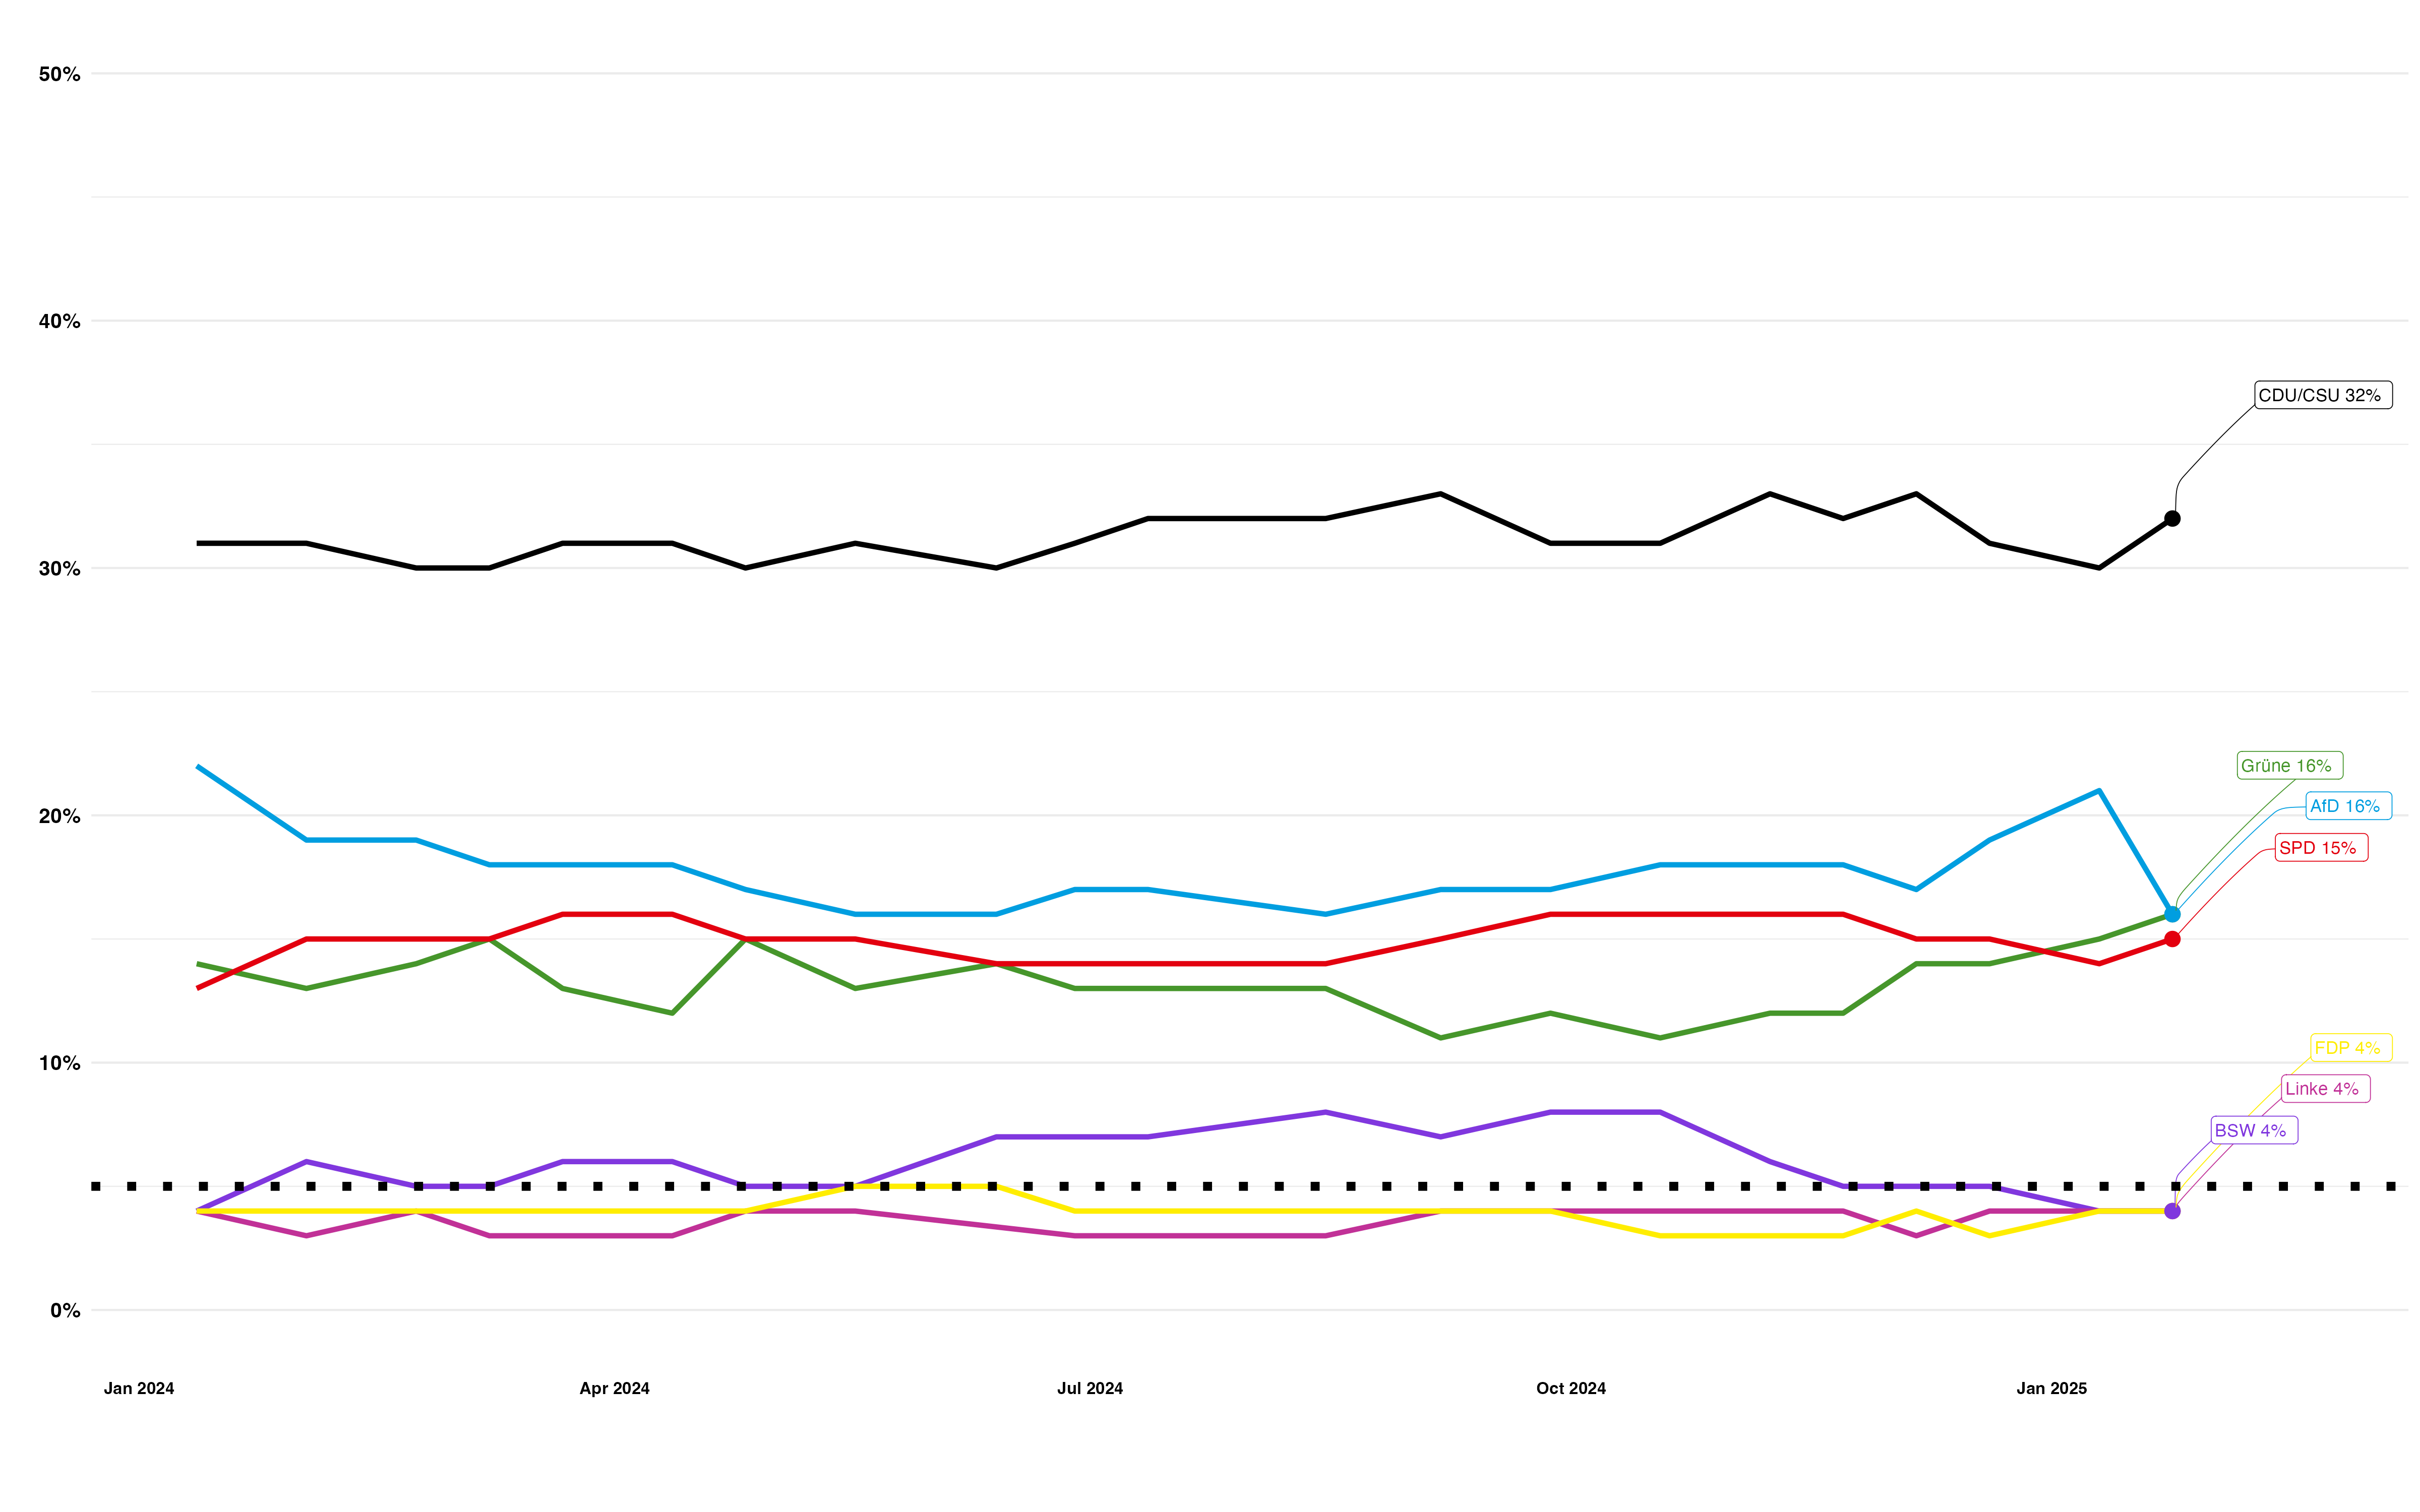 50%
40%
CDU/CSU 32%
30%
Grüne 16%
AfD 16%
20%
SPD 15%
FDP 4%
10%
Linke 4%
BSW 4%
0%
Jan 2024 Apr 2024 Jul 2024 Oct 2024 Jan 2025